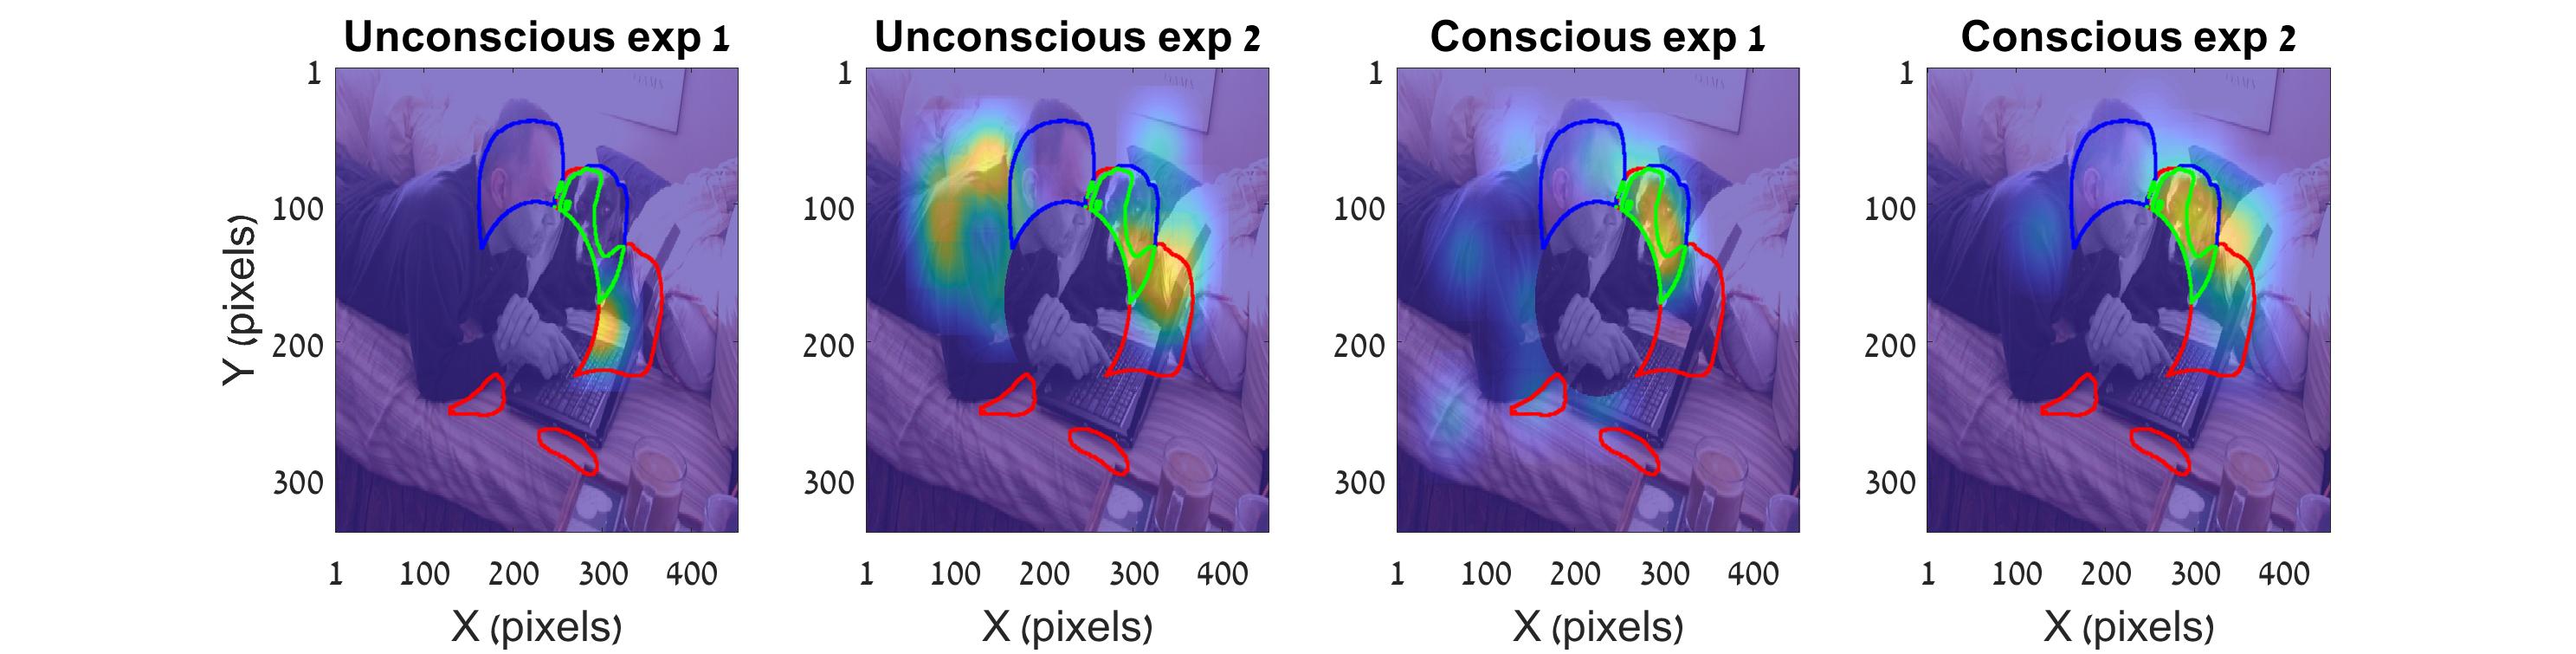 Unconscious exp 1 Unconscious exp 2 Conscious exp 1 Conscious exp 2
Y (pixels)
1 1 1 1
100 100 100 100
200 200 200 200
300 300 300 300
1 100 200 300 400 1 100 200 300 400 1 100 200 300 400 1 100 200 300 400
X (pixels) X (pixels) X (pixels) X (pixels)